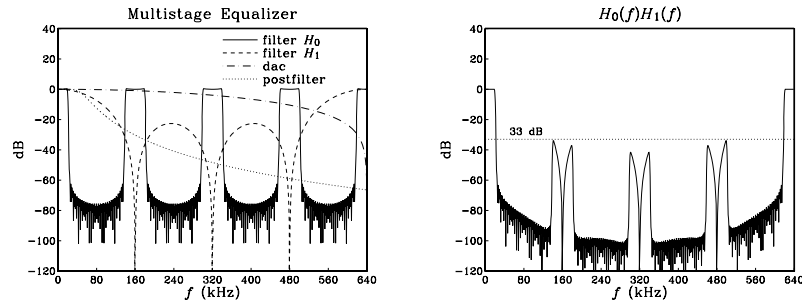 Multistage Equalizer
filter H0
filter H1
dac
postfilter
dB
40
20
0
−20
−40
−60
−80
−100
−120
0 80 160 240 320 400 480 560 640
f (kHz)
H0(f)H1(f)
33 dB
dB
40
20
0
−20
−40
−60
−80
−100
−120
0 80 160 240 320 400 480 560 640
f (kHz)